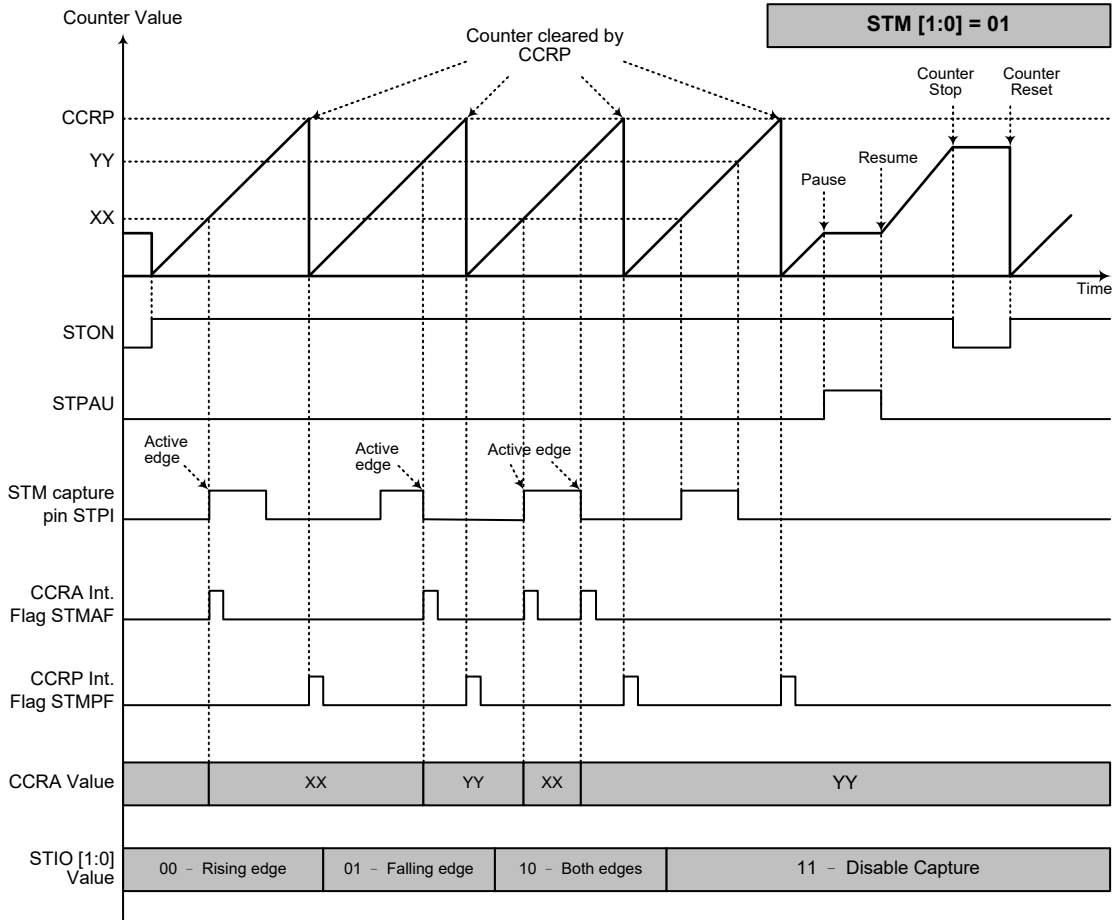 Counter Value
STM [1:0] = 01
Counter cleared by
CCRP
Counter
Stop
Counter
Reset
CCRP
YY
XX
Pause
Resume
Time
STON
STPAU
Active
edge
Active
edge
Active edge
STM capture
pin STPI
CCRA Int.
Flag STMAF
CCRP Int.
Flag STMPF
CCRA Value
XX
YY
XX
YY
STIO [1:0]
Value
00 – Rising edge
01 – Falling edge
10 – Both edges
11 – Disable Capture